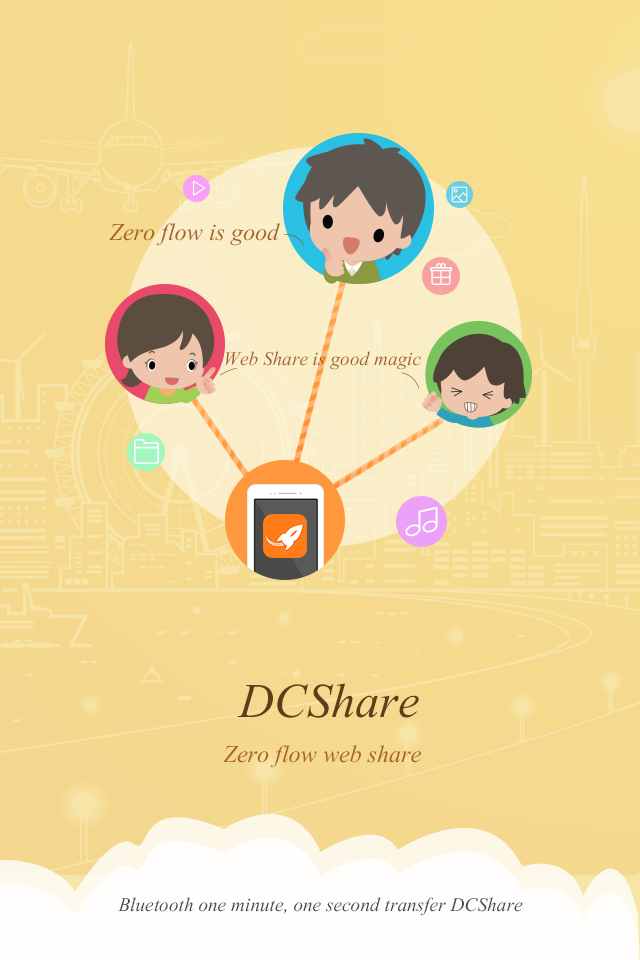 Zero flow is good
Web Share is good magic
DCShare
Zero flow web share
Bluetooth one minute, one second transfer DCShare